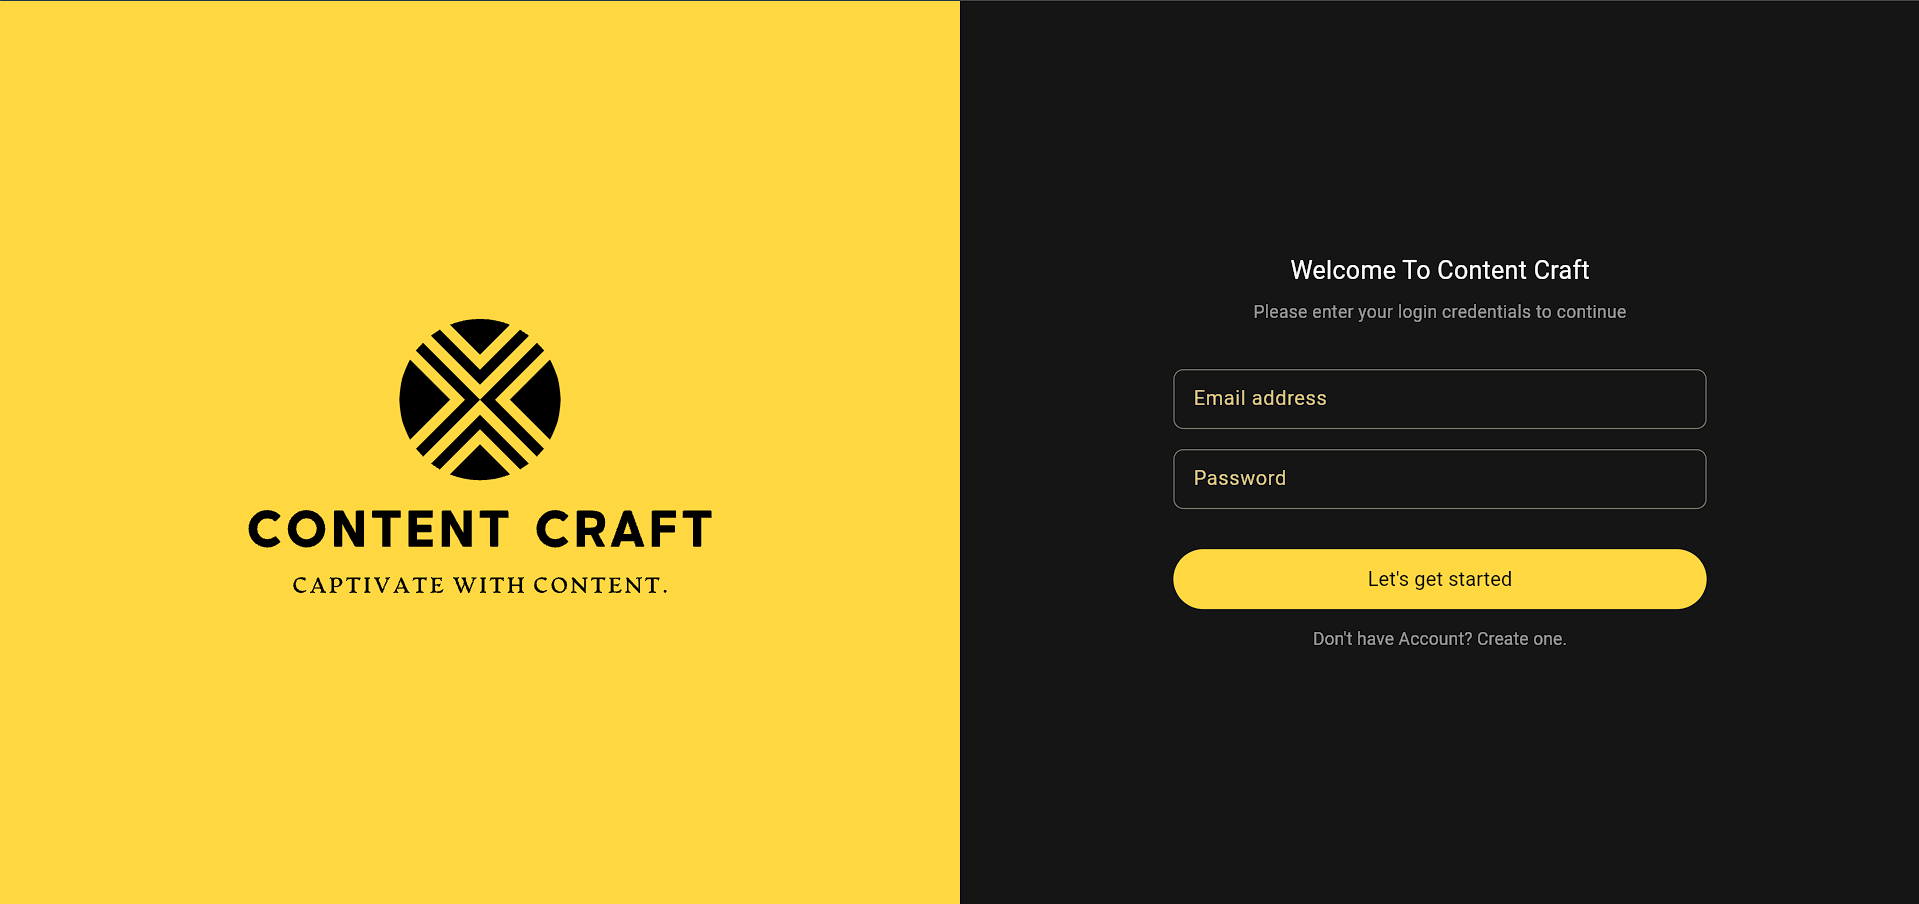 CONTENT CRAFT
CAPTIVATE WITH CONTENT.
Welcome To Content Craft
Please enter your login credentials to continue
Email address
Password
Let's get started
Don't have Account? Create one.